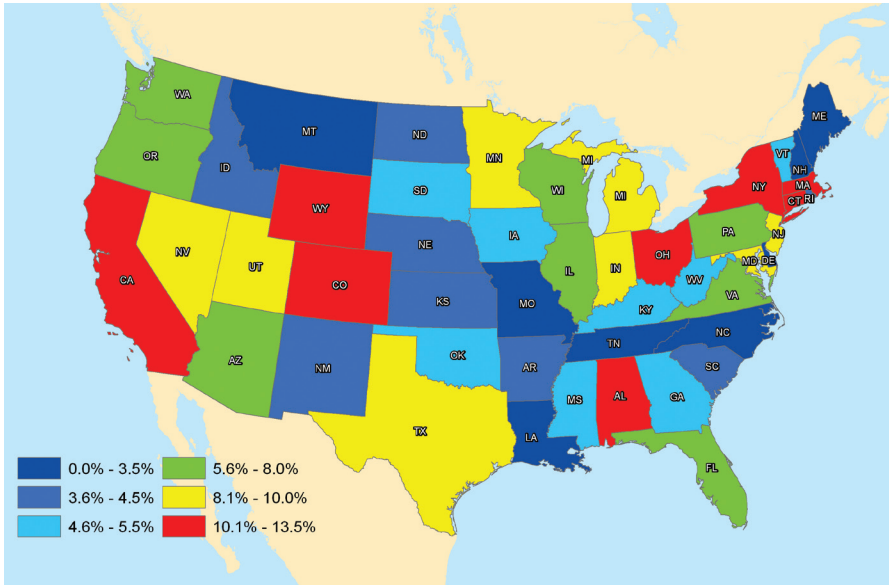 ME
WA
MT
ND
MN
VT
NH
OR
ID
SD
WI
MI
MI
NY
MA
CT
RI
WY
IA
NE
PA
NJ
OH
IN
IL
MD
DE
NV
UT
CO
CA
WV
VA
KS
MO
KY
NC
TN
OK
AR
SC
AZ
NM
MS
AL
GA
TX
LA
FL
0.0% - 3.5%
5.6% - 8.0%
3.6% - 4.5%
8.1% - 10.0%
4.6% - 5.5%
10.1% - 13.5%